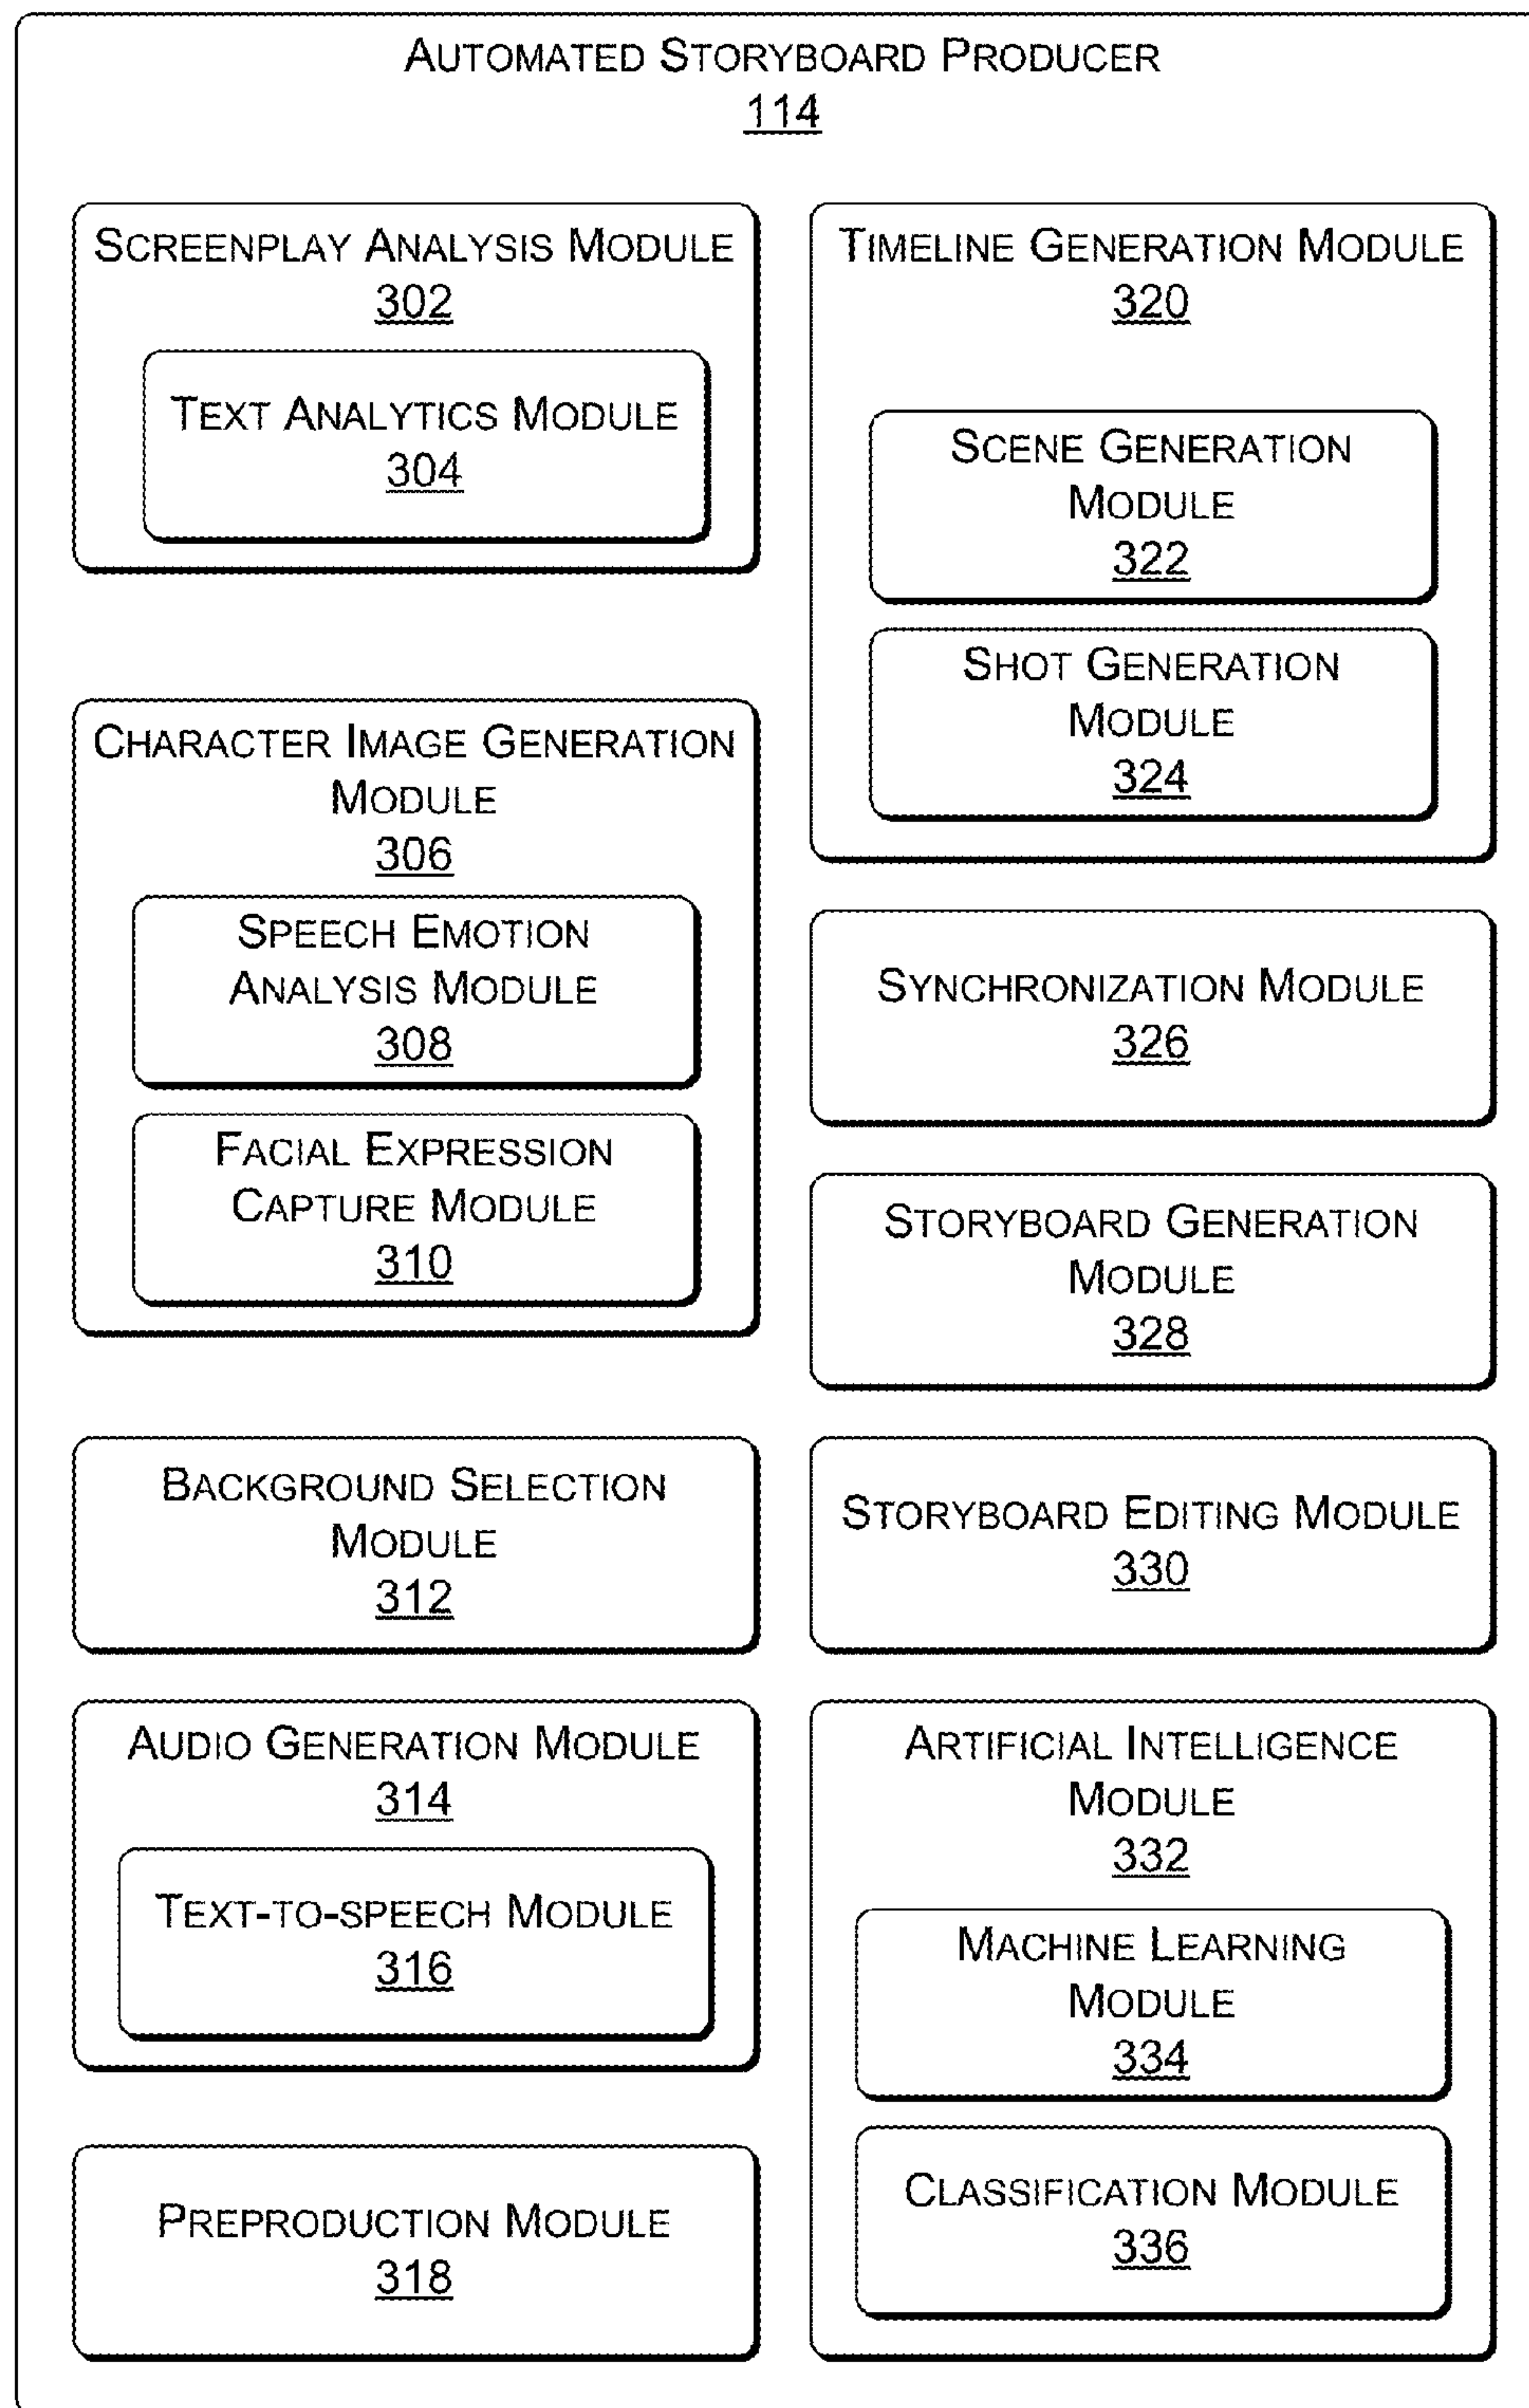 AUTOMATED STORYBOARD PRODUCER
114
SCREENPLAY ANALYSIS MODULE
302
TEXT ANALYTICS MODULE
304
CHARACTER IMAGE GENERATION
MODULE
306
SPEECH EMOTION
ANALYSIS MODULE
308
FACIAL EXPRESSION
CAPTURE MODULE
310
BACKGROUND SELECTION
MODULE
312
AUDIO GENERATION MODULE
314
TEXT-TO-SPEECH MODULE
316
PREPRODUCTION MODULE
318
TIMELINE GENERATION MODULE
320
SCENE GENERATION
MODULE
322
SHOT GENERATION
MODULE
324
SYNCHRONIZATION MODULE
326
STORYBOARD GENERATION
MODULE
328
STORYBOARD EDITING MODULE
330
ARTIFICIAL INTELLIGENCE
MODULE
332
MACHINE LEARNING
MODULE
334
CLASSIFICATION MODULE
336